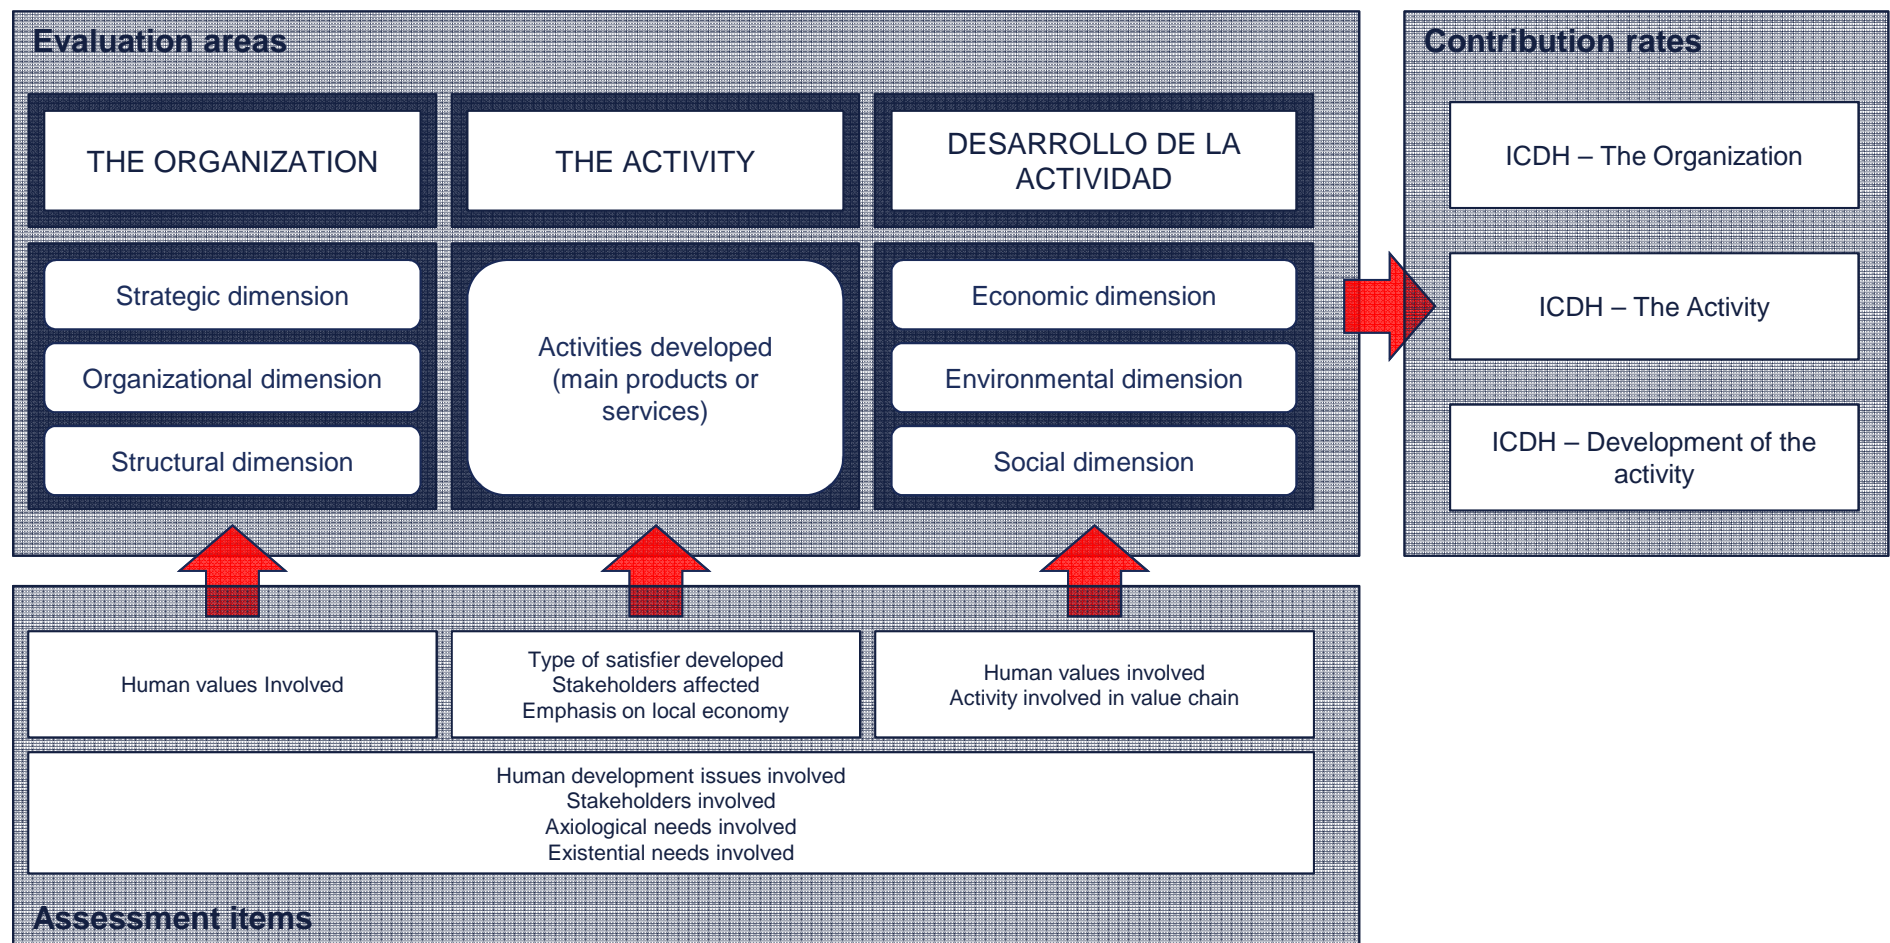 Evaluation areas
THE ORGANIZATION
THE ACTIVITY
DESARROLLO DE LA
ACTIVIDAD
Strategic dimension
Organizational dimension
Structural dimension
Activities developed
(main products or
services)
Economic dimension
Environmental dimension
Social dimension
Contribution rates
ICDH – The Organization
ICDH – The Activity
ICDH – Development of the
activity
Human values Involved
Type of satisfier developed
Stakeholders affected
Emphasis on local economy
Human values involved
Activity involved in value chain
Human development issues involved
Stakeholders involved
Axiological needs involved
Existential needs involved
Assessment items